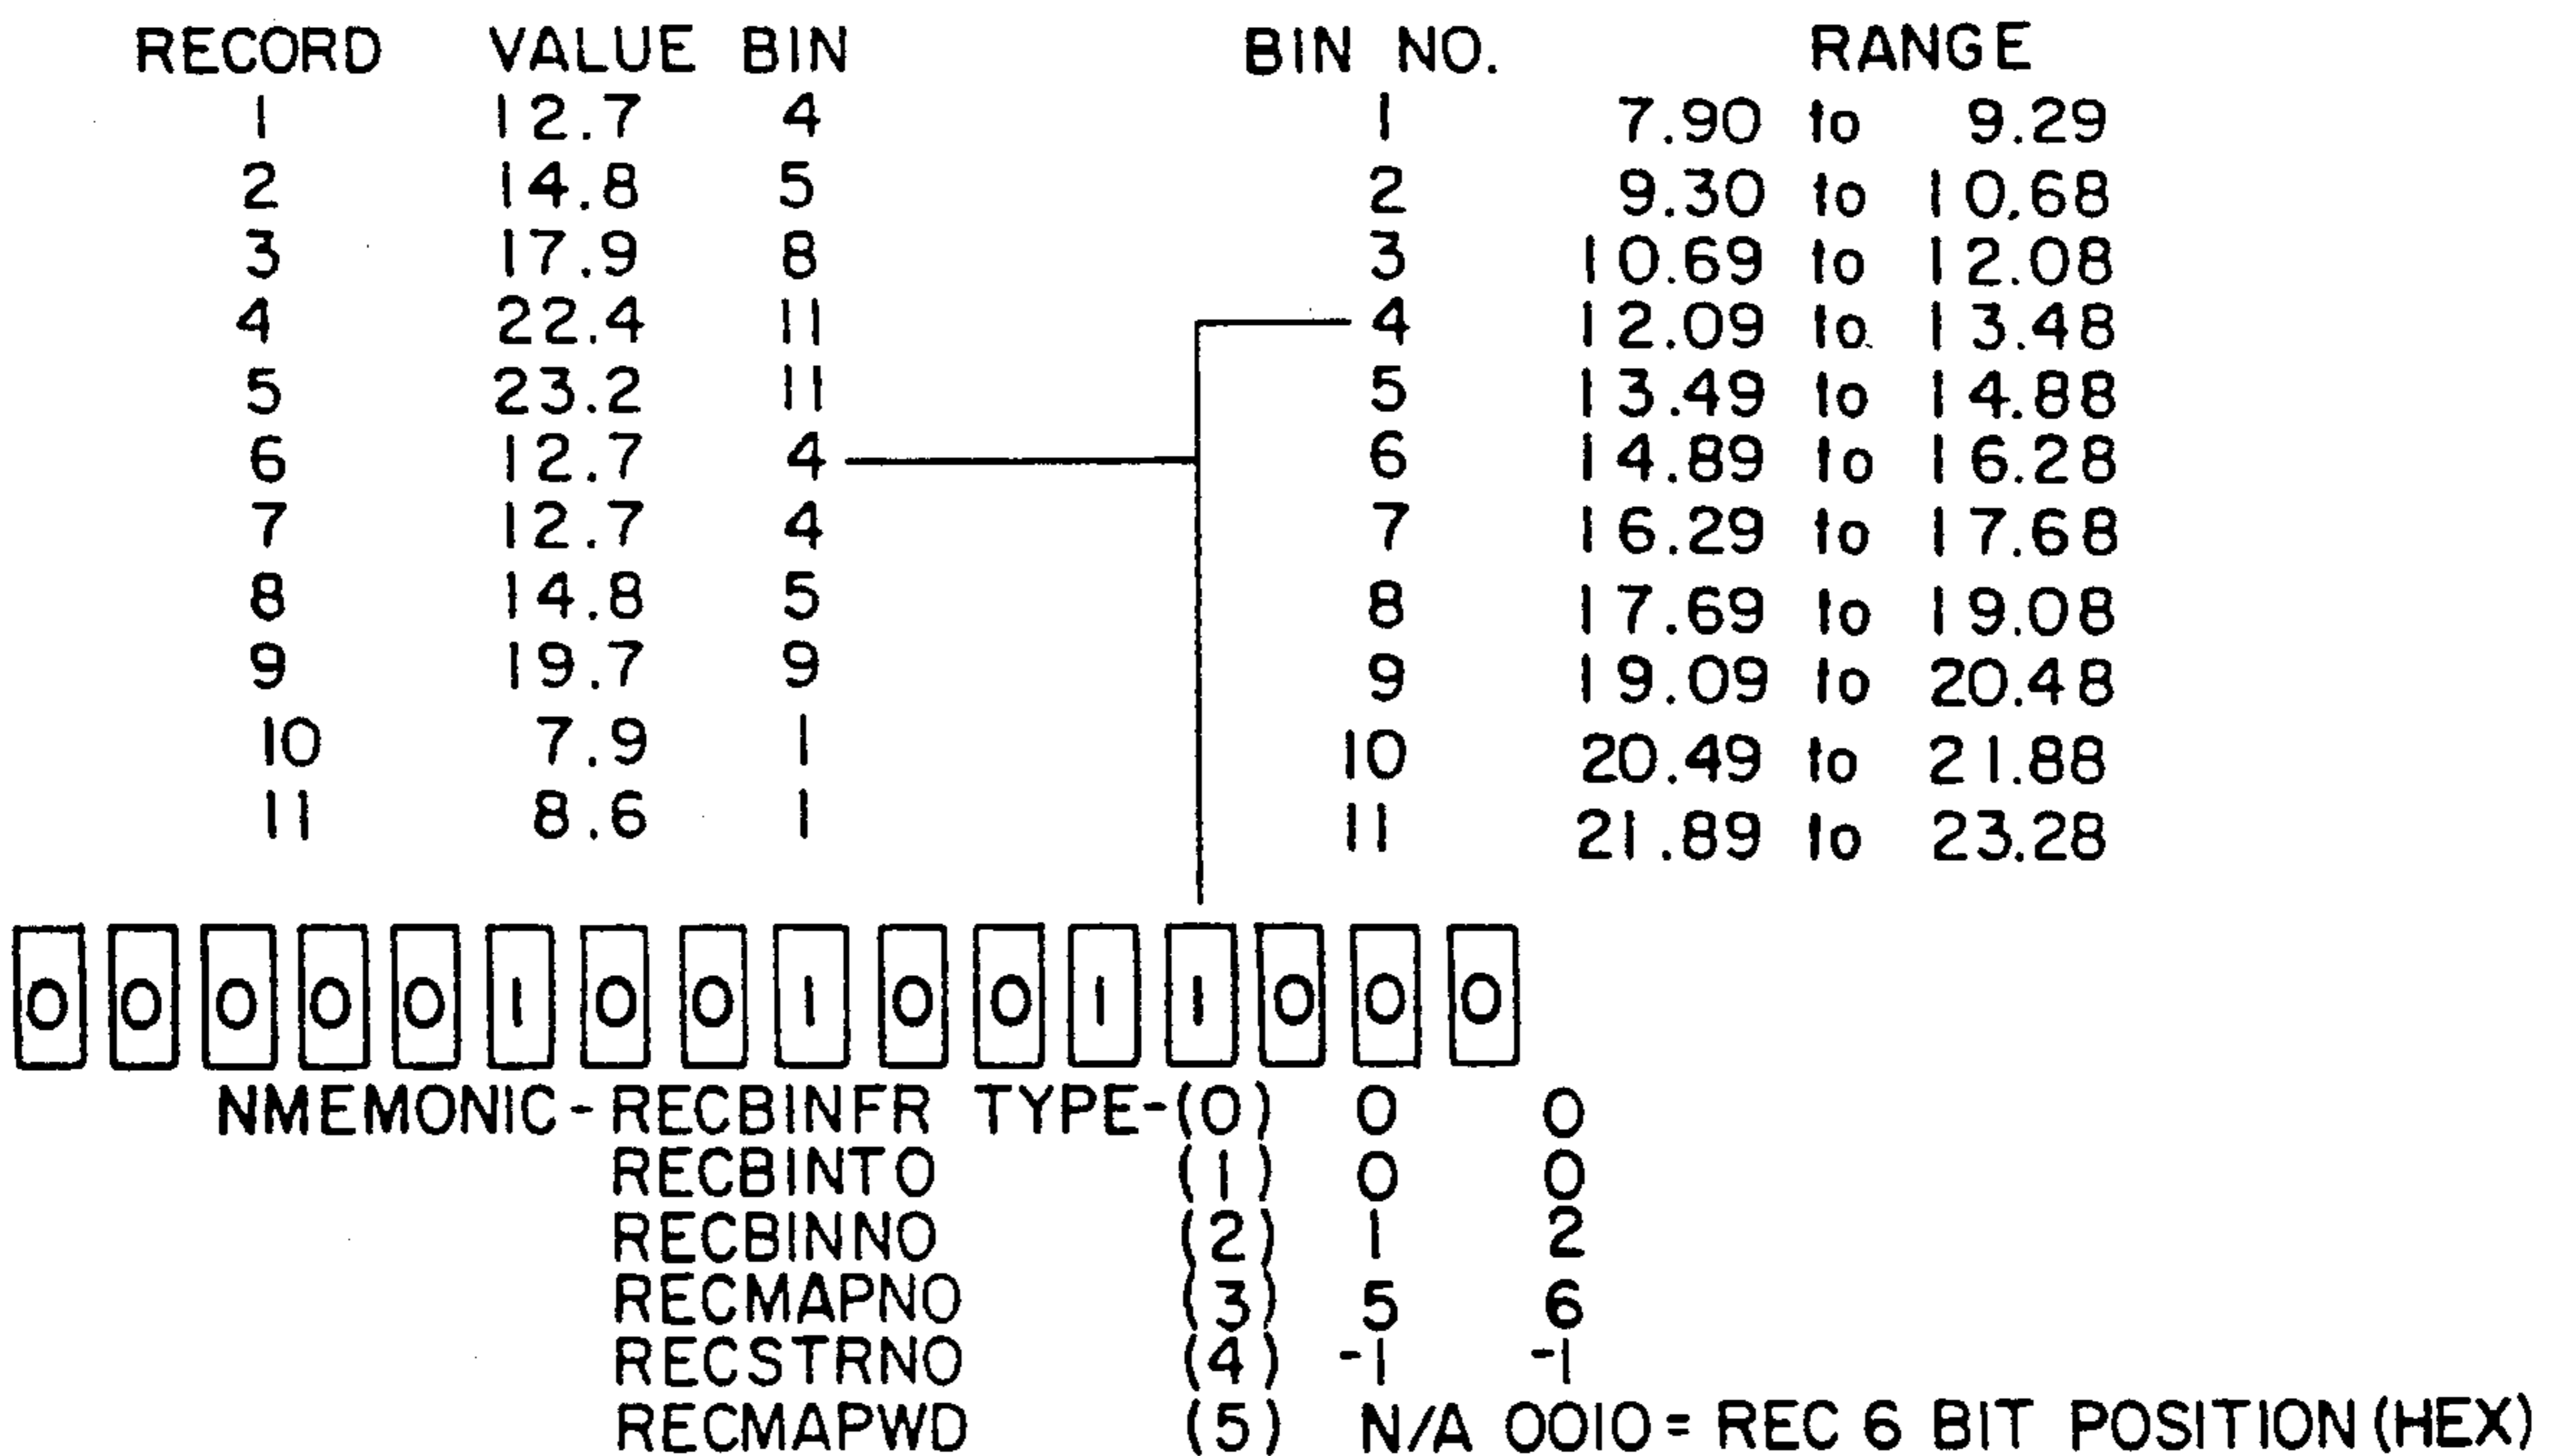 RECORD VALUE BIN BIN NO. RANGE
1 12.7 4 1 7.90 to 9.29
2 14.8 5 2 9.30 to 10.68
3 17.9 8 3 10.69 to 12.08
4 22.4 11 4 12.09 to 13.48
5 23.2 11 5 13.49 to 14.88
6 12.7 4 6 14.89 to 16.28
7 12.7 4 7 16.29 to 17.68
8 14.8 5 8 17.69 to 19.08
9 19.7 9 9 19.09 to 20.48
10 7.9 1 10 20.49 to 21.88
11 8.6 1 11 21.89 to 23.28
0 0 0 0 0 1 0 0 1 0 0 1 1 0 0 0
NMEMONIC-RECBINFR TYPE-(0) 0 0
RECBINTO (1) 0 0
RECBINNO (2) 1 2
RECMAPNO (3) 5 6
RECSTRNO (4) -1 -1
RECMAPWD (5) N/A 0010 = REC 6 BIT POSITION (HEX)